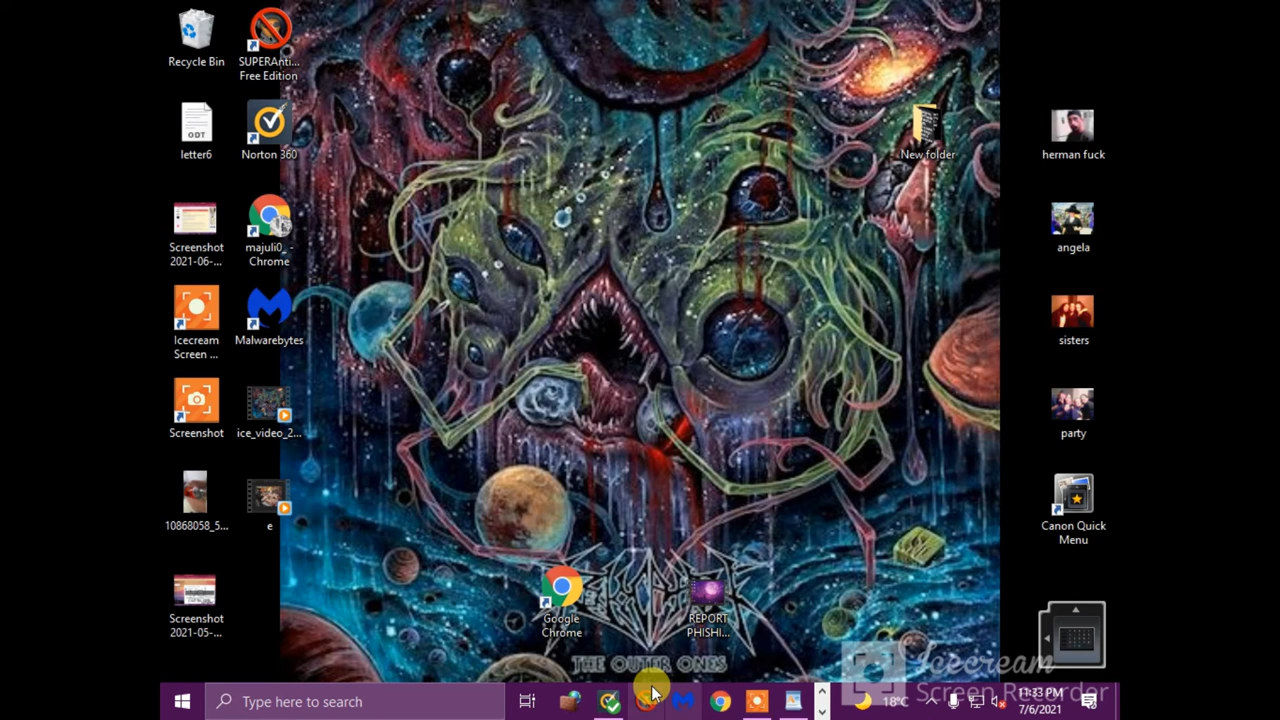 Recycle Bin
SUPERAnti...
Free Edition
ODT
letter6
Norton 360
Screenshot
2021-06-...
majuli0_ -
Chrome
Icecream
Screen ...
Malwarebytes
Screenshot
ice_video_2...
10868058_5...
e
Screenshot
2021-05-...
New folder
herman fuck
angela
sisters
party
Canon Quick
Menu
Google
Chrome
REPORT
PHISHI...
THE OUTER ONES
Type here to search
18°C
11:33 PM
7/6/2021
Icecream
Screen Recorder